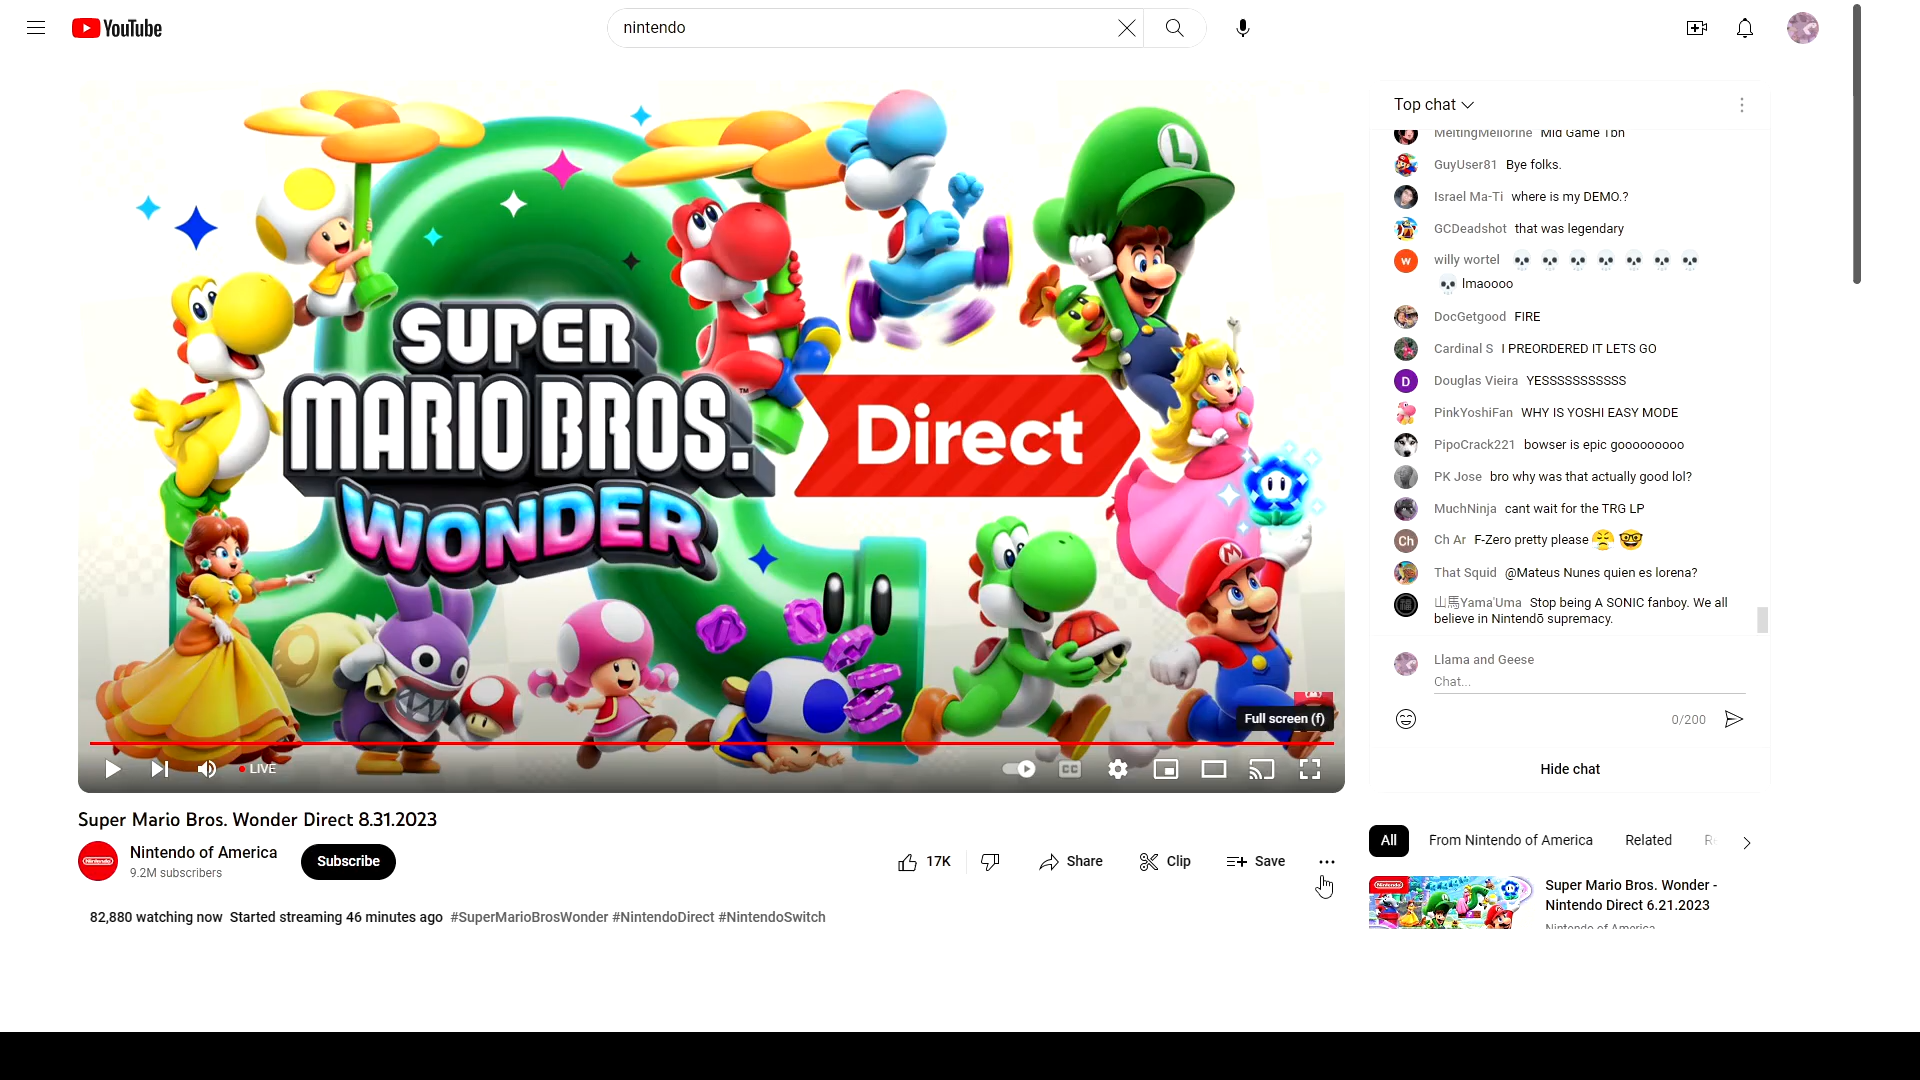 YouTube
nintendo
SUPER
MARIO BROS.
WONDER
Direct
L
M
Full screen (f)
LIVE
CC
Super Mario Bros. Wonder Direct 8.31.2023
Nintendo
Nintendo of America
9.2M subscribers
Subscribe
17K
Share
Clip
Save
82,880 watching now Started streaming 46 minutes ago #SuperMarioBrosWonder #NintendoDirect #NintendoSwitch
Top chat
MeltingMellorine Mid Game Tbh
GuyUser81 Bye folks.
Israel Ma-Ti where is my DEMO.?
GCDeadshot that was legendary
W willy wortel 💀 💀 💀 💀 💀 💀 💀
💀 lmaoooo
DocGetgood FIRE
Cardinal S I PREORDERED IT LETS GO
D Douglas Vieira YESSSSSSSSSSS
PinkYoshiFan WHY IS YOSHI EASY MODE
PipoCrack221 bowser is epic gooooooooo
PK Jose bro why was that actually good lol?
MuchNinja cant wait for the TRG LP
Ch Ch Ar F-Zero pretty please 😤 🤓
That Squid @Mateus Nunes quien es lorena?
山馬Yama'Uma Stop being A SONIC fanboy. We all
believe in Nintendō supremacy.
Llama and Geese
Chat...
0/200
Hide chat
All
From Nintendo of America
Related
Nintendo
Super Mario Bros. Wonder -
Nintendo Direct 6.21.2023
Nintendo of America